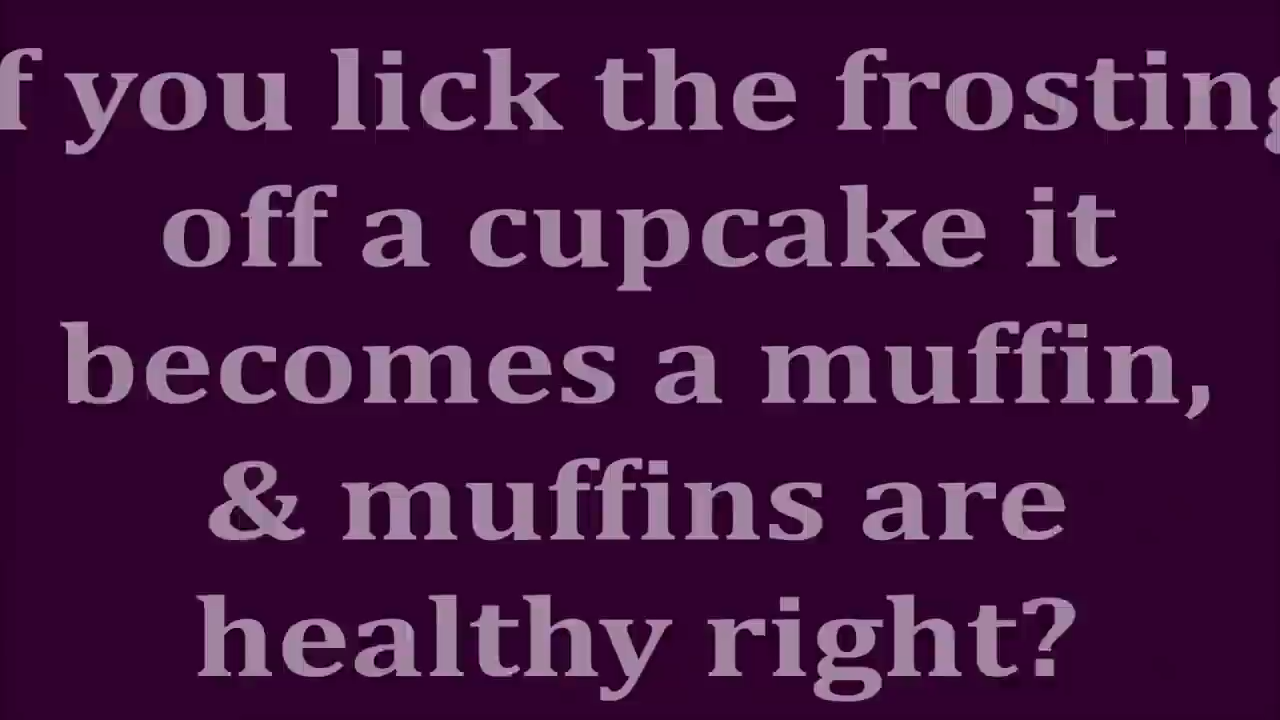 f you lick the frosting
off a cupcake it
becomes a muffin,
& muffins are
healthy right?